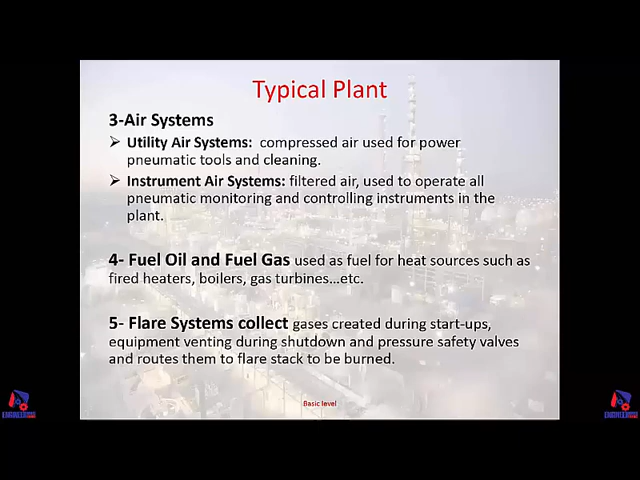 Typical Plant
3-Air Systems
➢ Utility Air Systems: compressed air used for power
pneumatic tools and cleaning.
➢ Instrument Air Systems: filtered air, used to operate all
pneumatic monitoring and controlling instruments in the
plant.
4- Fuel Oil and Fuel Gas used as fuel for heat sources such as
fired heaters, boilers, gas turbines…etc.
5- Flare Systems collect gases created during start-ups,
equipment venting during shutdown and pressure safety valves
and routes them to flare stack to be burned.
Basic level